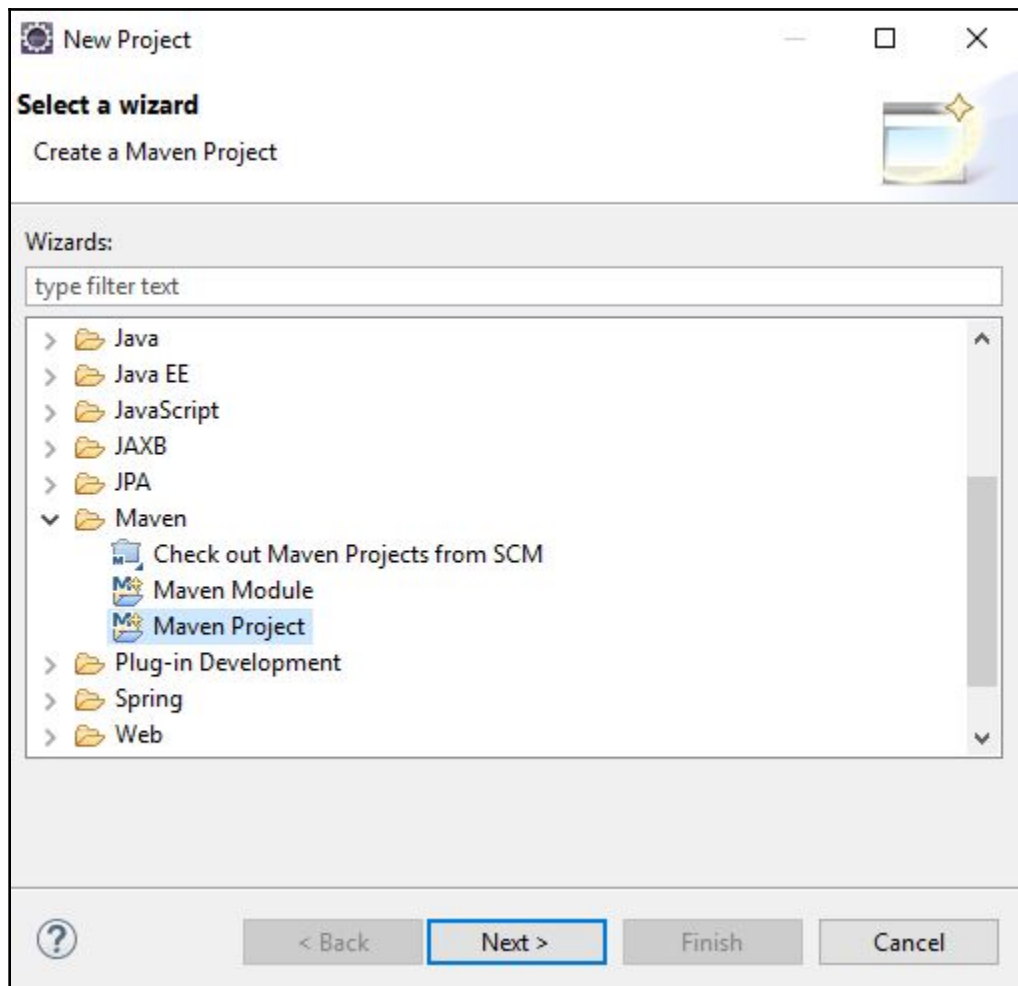 New Project
Select a wizard
Create a Maven Project
Wizards:
type filter text
Java
Java EE
JavaScript
JAXB
JPA
Maven
Check out Maven Projects from SCM
Maven Module
Maven Project
Plug-in Development
Spring
Web
< Back Next > Finish Cancel